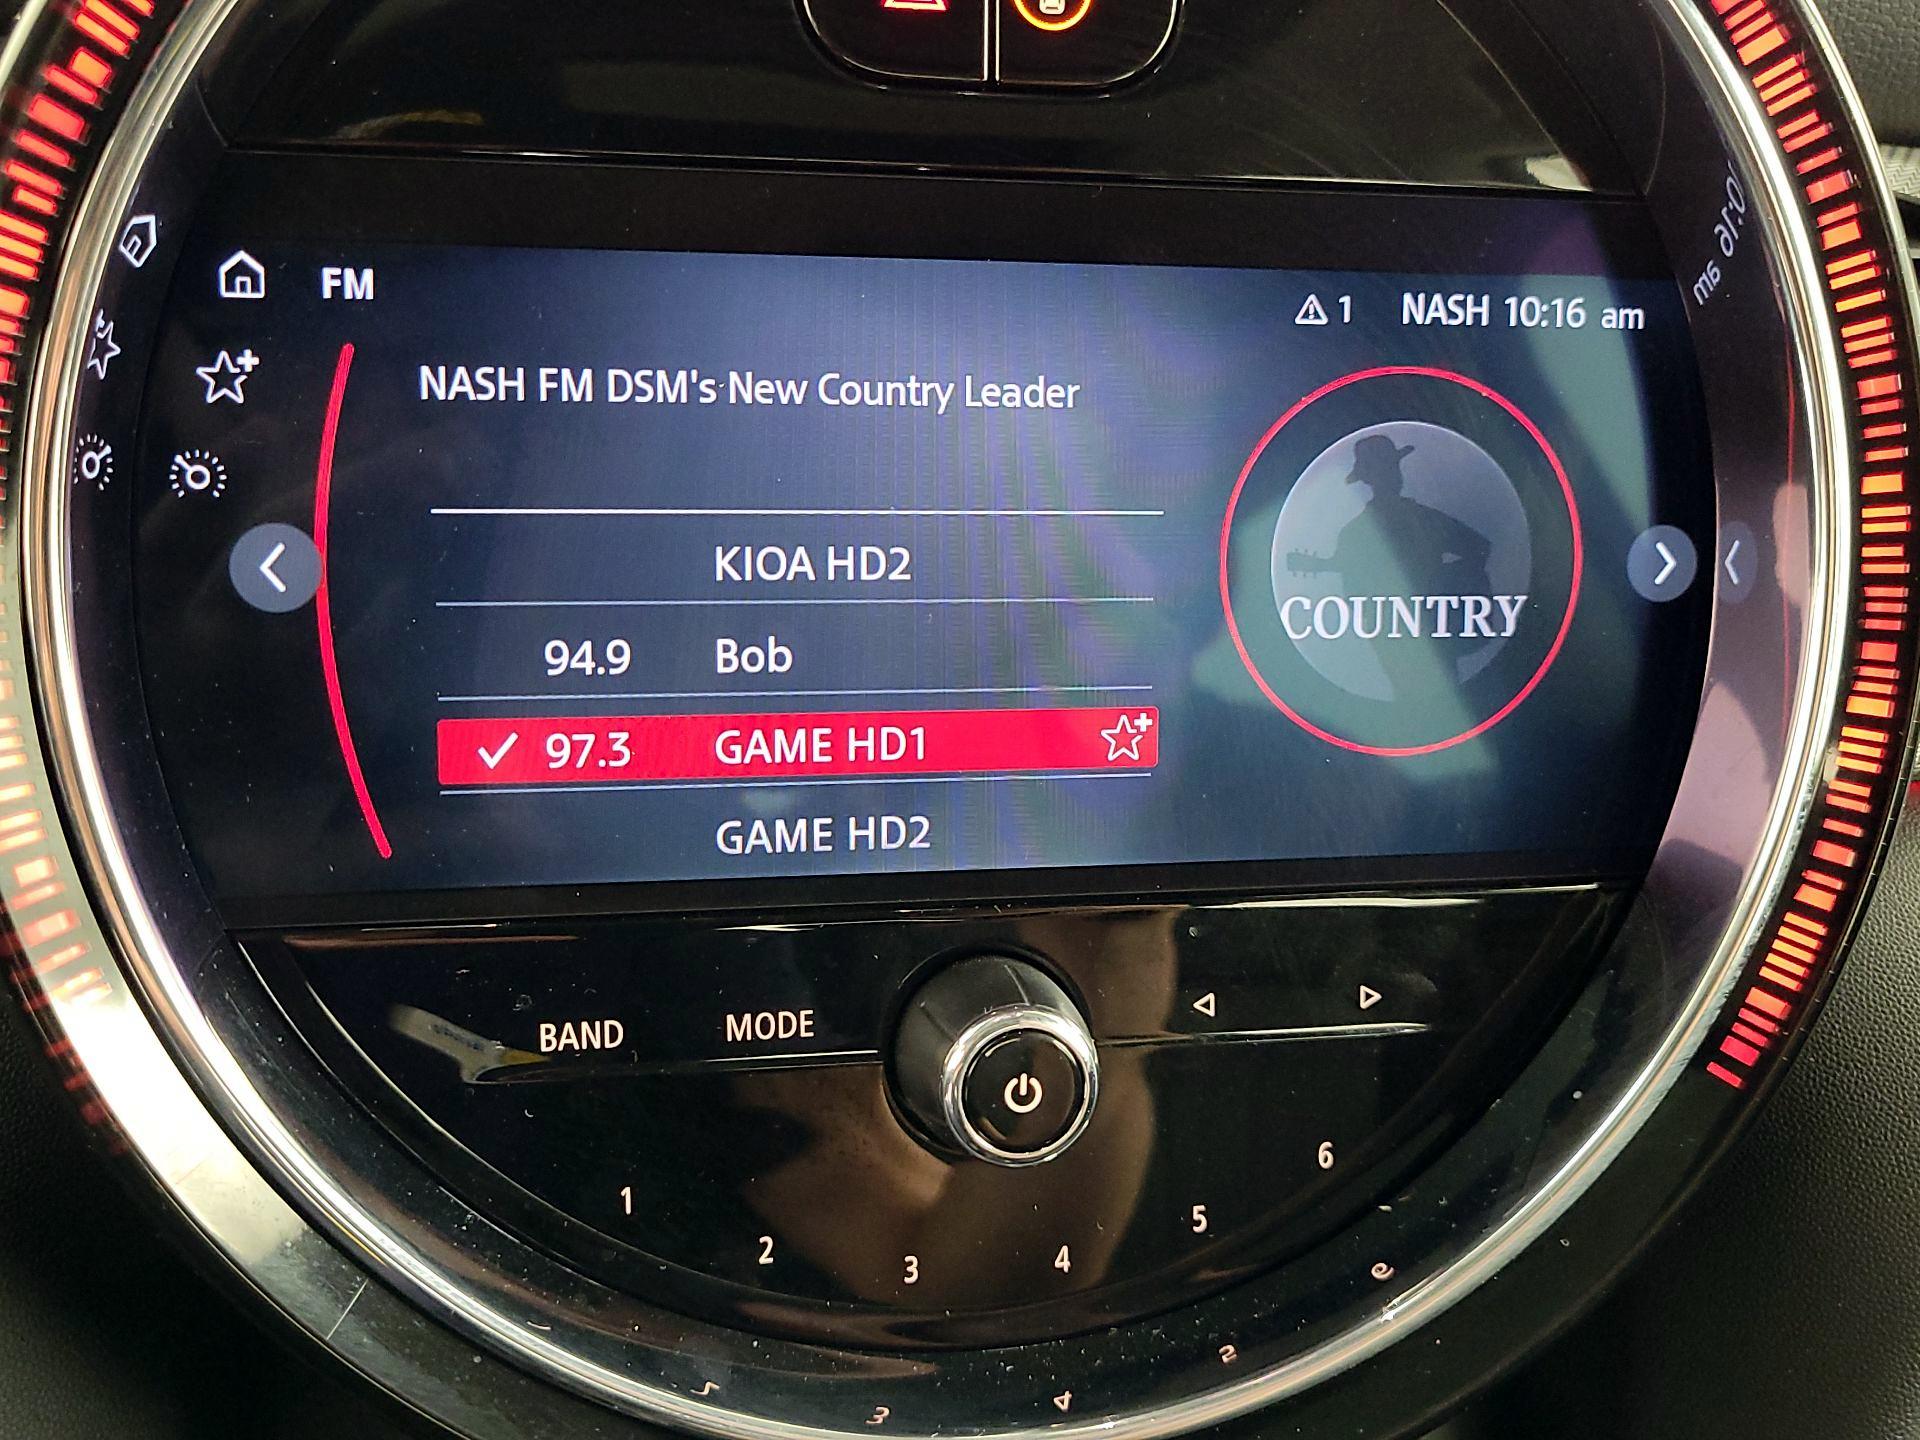 FM
1 NASH 10:16 am
NASH FM DSM's New Country Leader
KIOA HD2
94.9 Bob
97.3 GAME HD1
GAME HD2
COUNTRY
BAND MODE
1 2 3 4 5 6